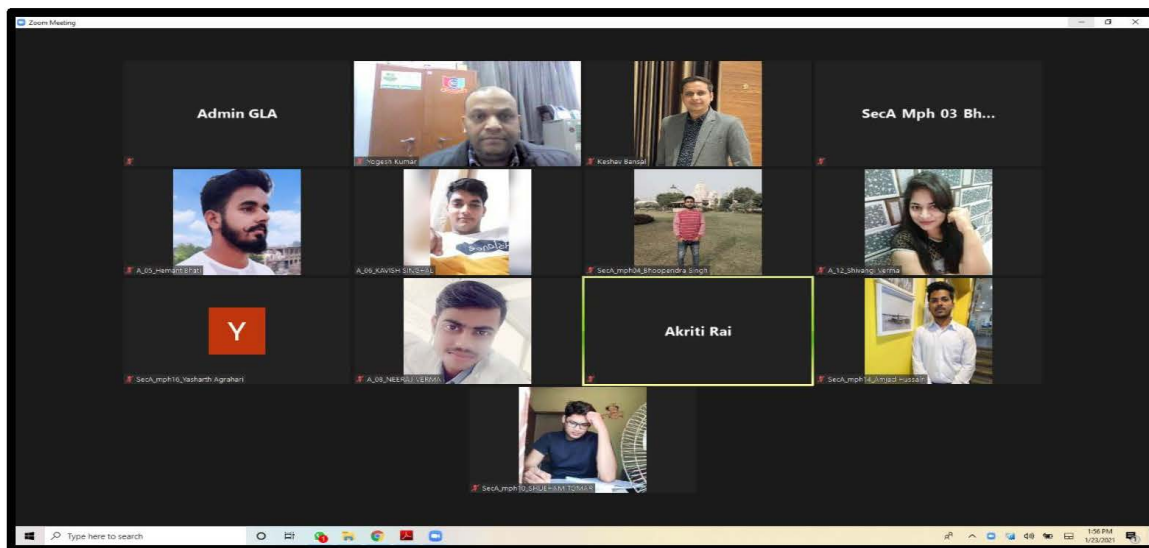 Zoom Meeting
Admin GLA
Yogesh Kumar
Keshav Bansal
SecA Mph 03 Bh...
A_05_Hemant Bhati
A_06_KAVISH SINGHAL
SecA_mph04_Bhoopendra Singh
A_12_Shivangi Verma
Y
SecA_mph16_Yasharth Agrahari
A_08_NEERAJ VERMA
Akriti Rai
SecA_mph14_Amjad Hussain
SecA_mph10_SHUBHAM TOMAR
Type here to search
1:56 PM
1/23/2021